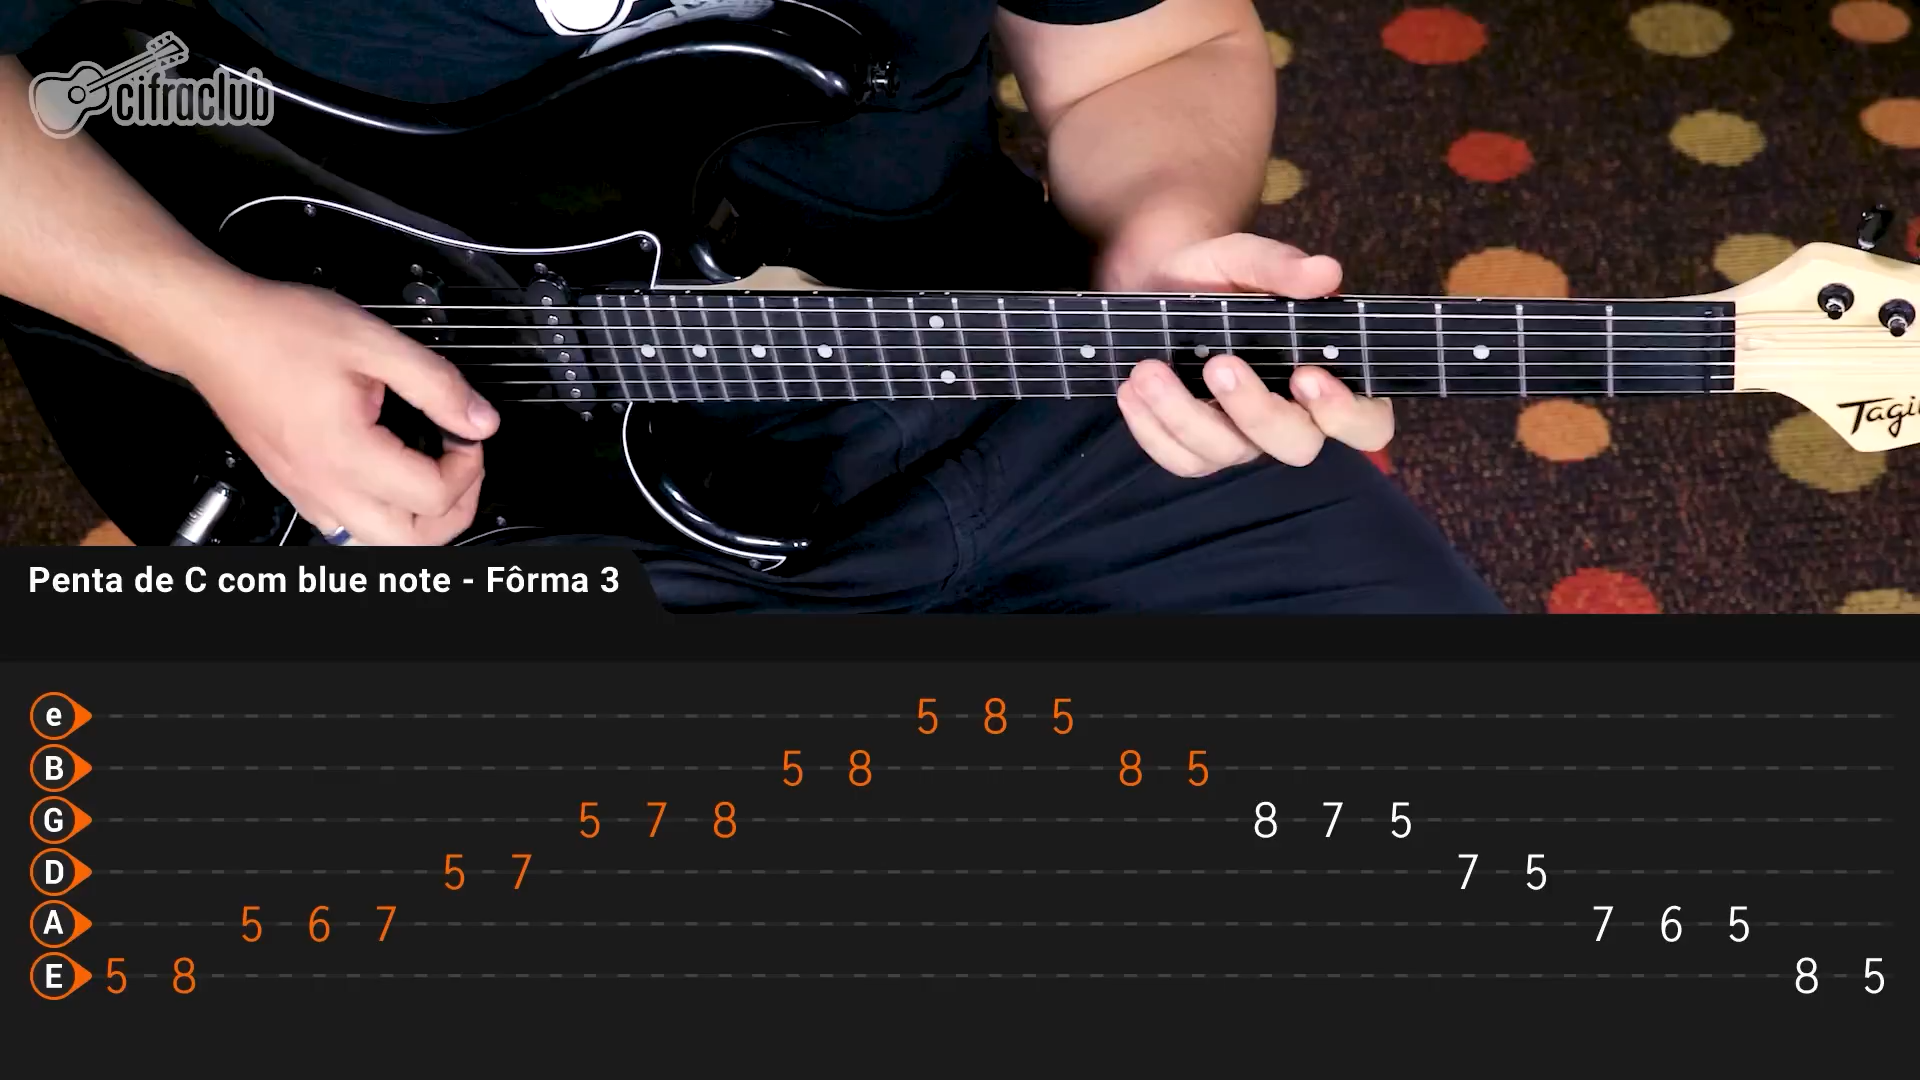 cifraclub
Tagi
Penta de C com blue note - Fôrma 3
e 5 8 5
B 5 8 8 5
G 5 7 8 8 7 5
D 5 7 7 5
A 5 6 7 7 6 5
E 5 8 8 5